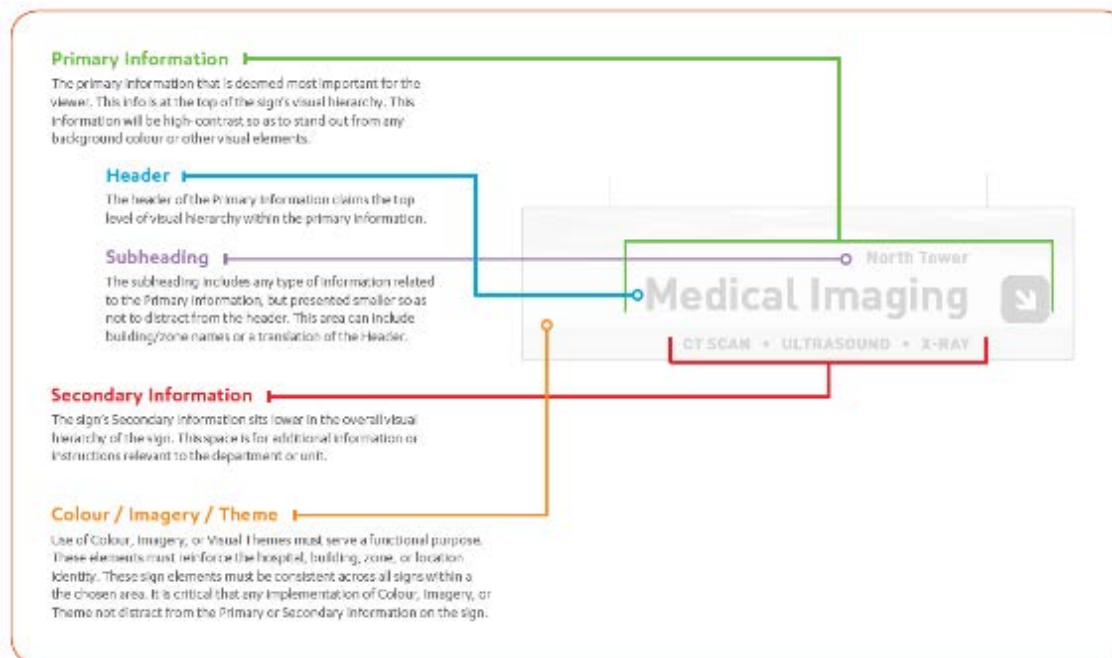 Primary Information
The primary information that is deemed most important for the
viewer. This info is at the top of the sign's visual hierarchy. This
information will be high-contrast so as to stand out from any
background colour or other visual elements.
Header
The header of the Primary Information claims the top
level of visual hierarchy within the primary information.
Subheading
The subheading includes any type of information related
to the Primary Information, but presented smaller so as
not to distract from the header. This area can include
building/zone names or a translation of the Header.
North Tower
Medical Imaging
CT SCAN • ULTRASOUND • X-RAY
Secondary Information
The sign's Secondary Information sits lower in the overall visual
hierarchy of the sign. This space is for additional information or
instructions relevant to the department or unit.
Colour / Imagery / Theme
Use of Colour, Imagery, or Visual Themes must serve a functional purpose.
These elements must reinforce the hospital, building, zone, or location
identity. These sign elements must be consistent across all signs within a
the chosen area. It is critical that any implementation of Colour, Imagery, or
Theme not distract from the Primary or Secondary Information on the sign.